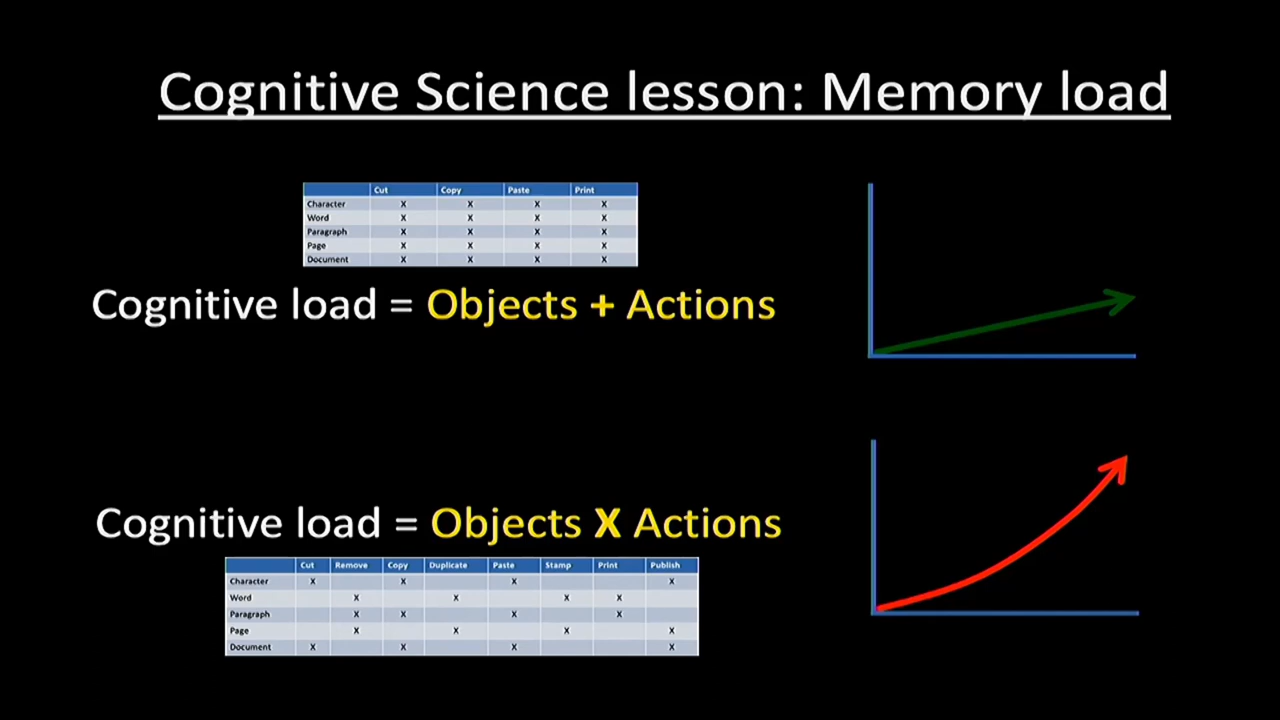 Cognitive Science lesson: Memory load
Cut Copy Paste Print
Character X X X X
Word X X X X
Paragraph X X X X
Page X X X X
Document X X X X
Cognitive load = Objects + Actions
Cognitive load = Objects X Actions
Cut Remove Copy Duplicate Paste Stamp Print Publish
Character X X X X
Word X X X X
Paragraph X X X X
Page X X X X
Document X X X X